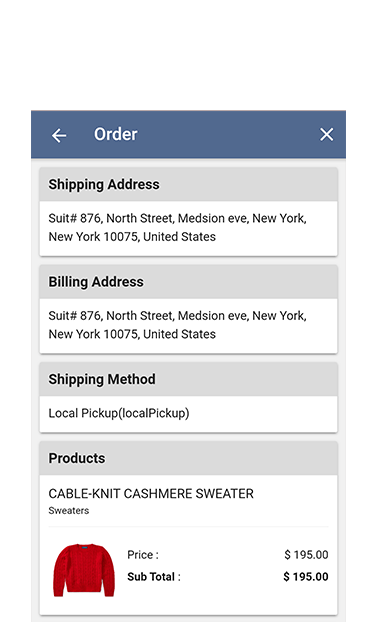 Order
Shipping Address
Suit# 876, North Street, Medsion eve, New York,
New York 10075, United States
Billing Address
Suit# 876, North Street, Medsion eve, New York,
New York 10075, United States
Shipping Method
Local Pickup(localPickup)
Products
CABLE-KNIT CASHMERE SWEATER
Sweaters
Price : $ 195.00
Sub Total : $ 195.00